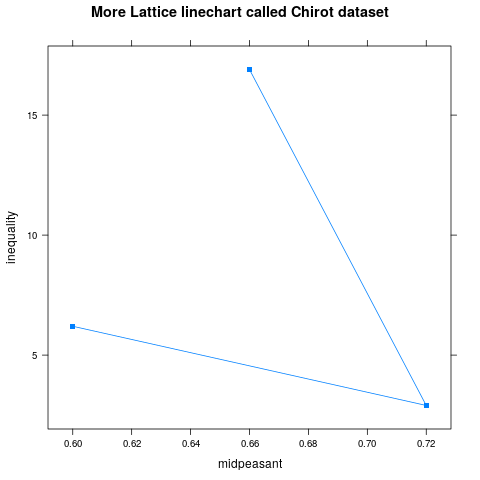 More Lattice linechart called Chirot dataset
15
10
5
inequality
0.60 0.62 0.64 0.66 0.68 0.70 0.72
midpeasant